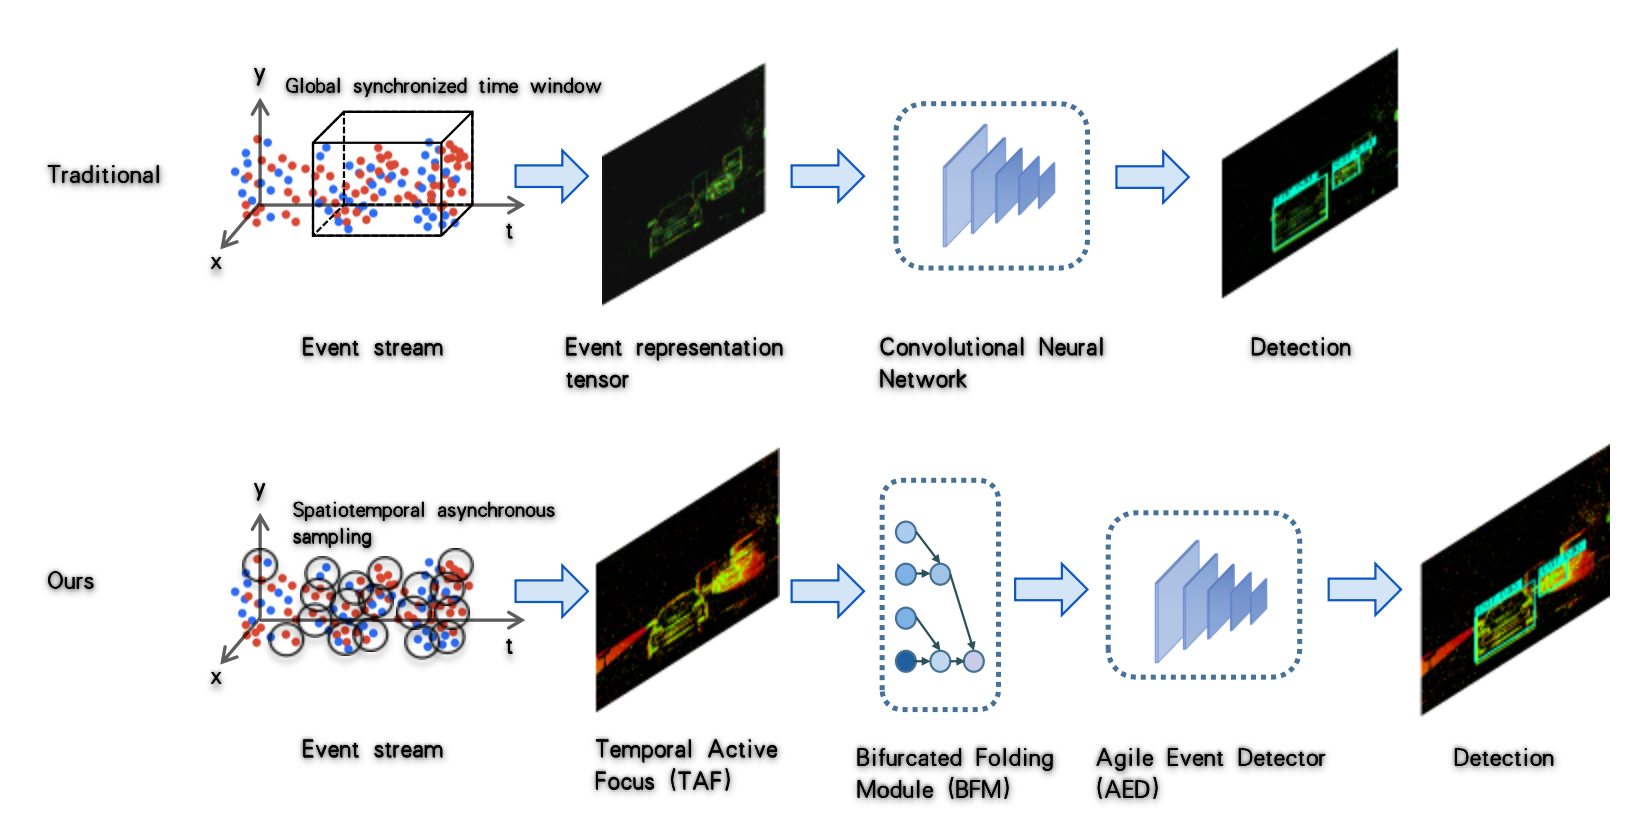 y
Global synchronized time window
Traditional
t
x
Event stream
Event representation
tensor
Convolutional Neural
Network
Detection
y
Spatiotemporal asynchronous
sampling
Ours
t
x
Event stream
Temporal Active
Focus (TAF)
Bifurcated Folding
Module (BFM)
Agile Event Detector
(AED)
Detection